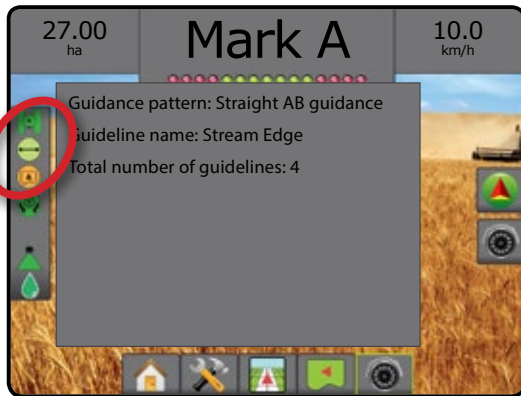 27.00
ha
Mark A
10.0
km/h
Guidance pattern: Straight AB guidance
Guideline name: Stream Edge
Total number of guidelines: 4